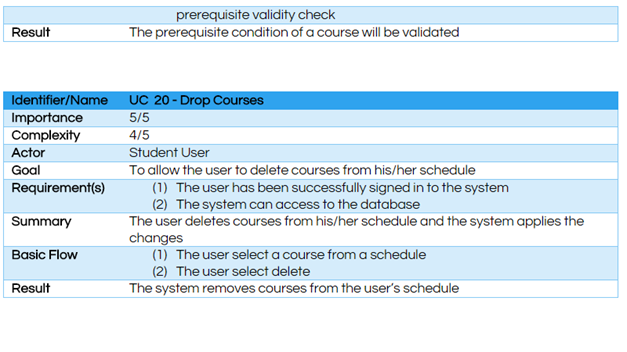 prerequisite validity check
Result The prerequisite condition of a course will be validated
Identifier/Name UC 20 - Drop Courses
Importance 5/5
Complexity 4/5
Actor Student User
Goal To allow the user to delete courses from his/her schedule
Requirement(s) (1) The user has been successfully signed in to the system
(2) The system can access to the database
Summary The user deletes courses from his/her schedule and the system applies the
changes
Basic Flow (1) The user select a course from a schedule
(2) The user select delete
Result The system removes courses from the user's schedule